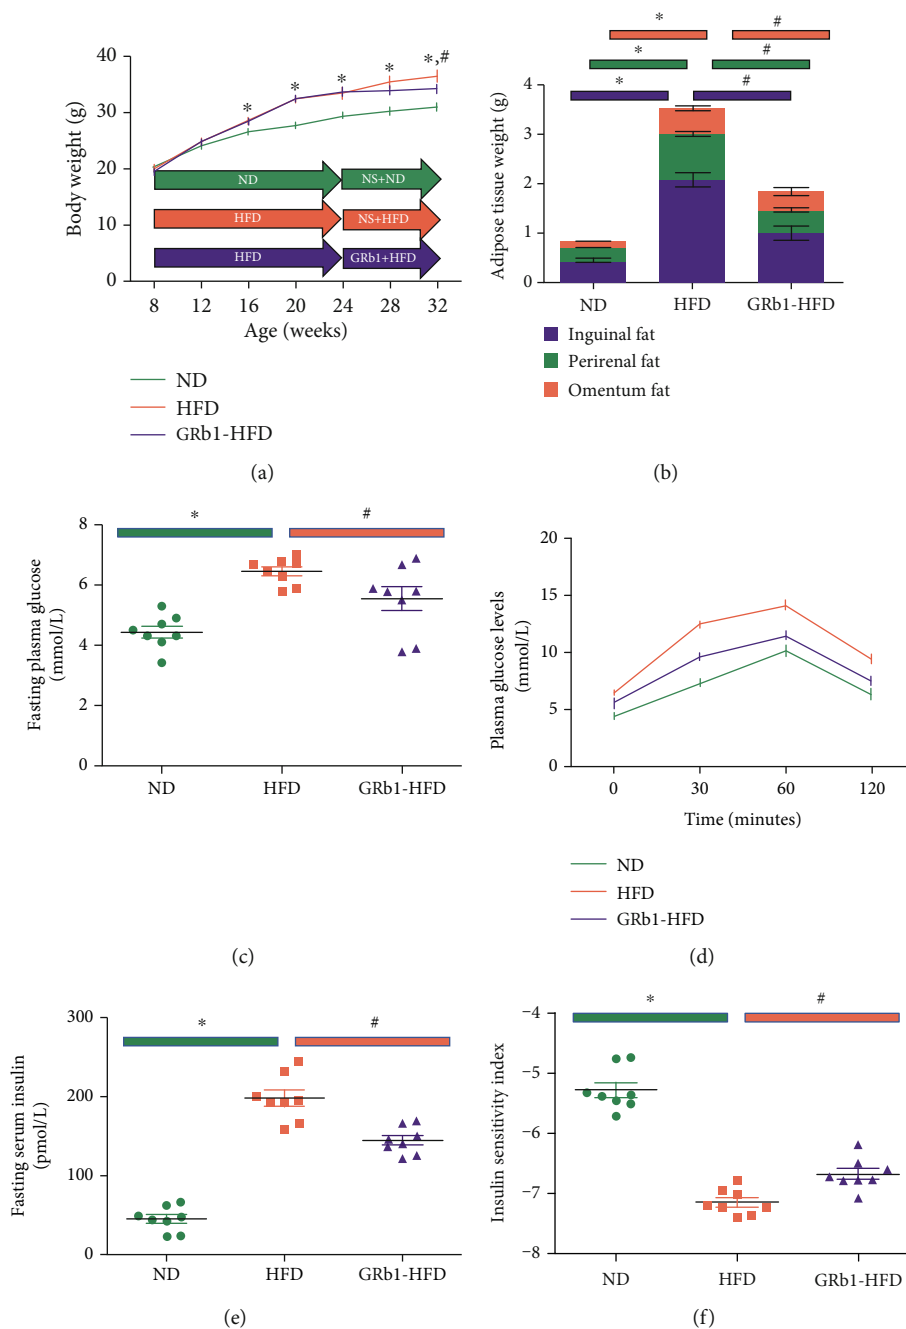 40
30
20
10
0
Body weight (g)
* * * * *,#
ND
NS+ND
HFD
NS+HFD
HFD
GRb1+HFD
8 12 16 20 24 28 32
Age (weeks)
ND
HFD
GRb1-HFD
(a)
* #
* #
* #
4
3
2
1
0
Adipose tissue weight (g)
ND HFD GRb1-HFD
Inguinal fat
Perirenal fat
Omentum fat
(b)
* #
8
6
4
2
0
Fasting plasma glucose
(mmol/L)
ND HFD GRb1-HFD
(c)
20
15
10
5
0
Plasma glucose levels
(mmol/L)
0 30 60 120
Time (minutes)
ND
HFD
GRb1-HFD
(d)
* #
300
200
100
0
Fasting serum insulin
(pmol/L)
ND HFD GRb1-HFD
(e)
* #
−4
−5
−6
−7
−8
Insulin sensitivity index
ND HFD GRb1-HFD
(f)